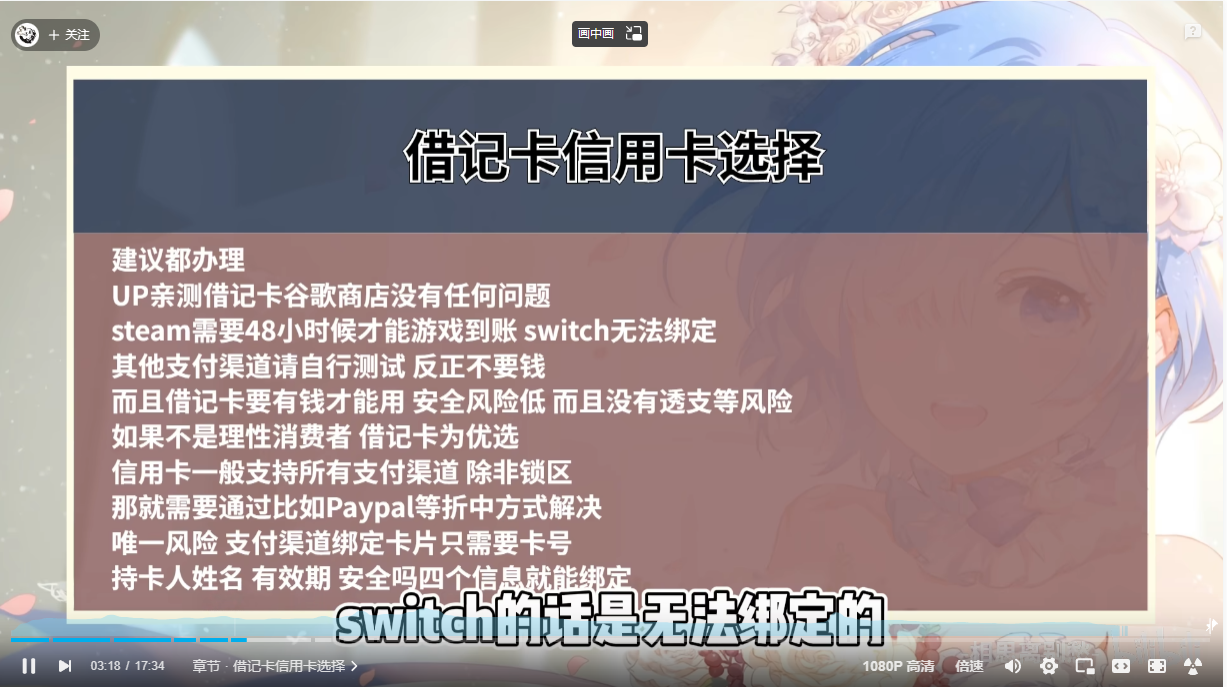 + 关注
画中画
?
借记卡信用卡选择
建议都办理
UP亲测借记卡谷歌商店没有任何问题
steam需要48小时候才能游戏到账 switch无法绑定
其他支付渠道请自行测试 反正不要钱
而且借记卡要有钱才能用 安全风险低 而且没有透支等风险
如果不是理性消费者 借记卡为优选
信用卡一般支持所有支付渠道 除非锁区
那就需要通过比如Paypal等折中方式解决
唯一风险 支付渠道绑定卡片只需要卡号
持卡人姓名 有效期 安全吗四个信息就能绑定
switch的话是无法绑定的
03:18 / 17:34 章节 · 借记卡信用卡选择 1080P 高清 倍速